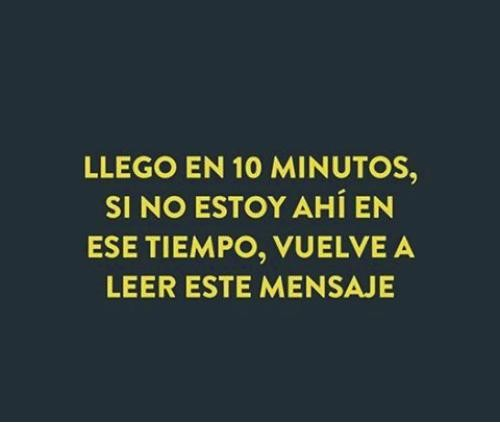 LLEGO EN 10 MINUTOS,
SI NO ESTOY AHÍ EN
ESE TIEMPO, VUELVE A
LEER ESTE MENSAJE